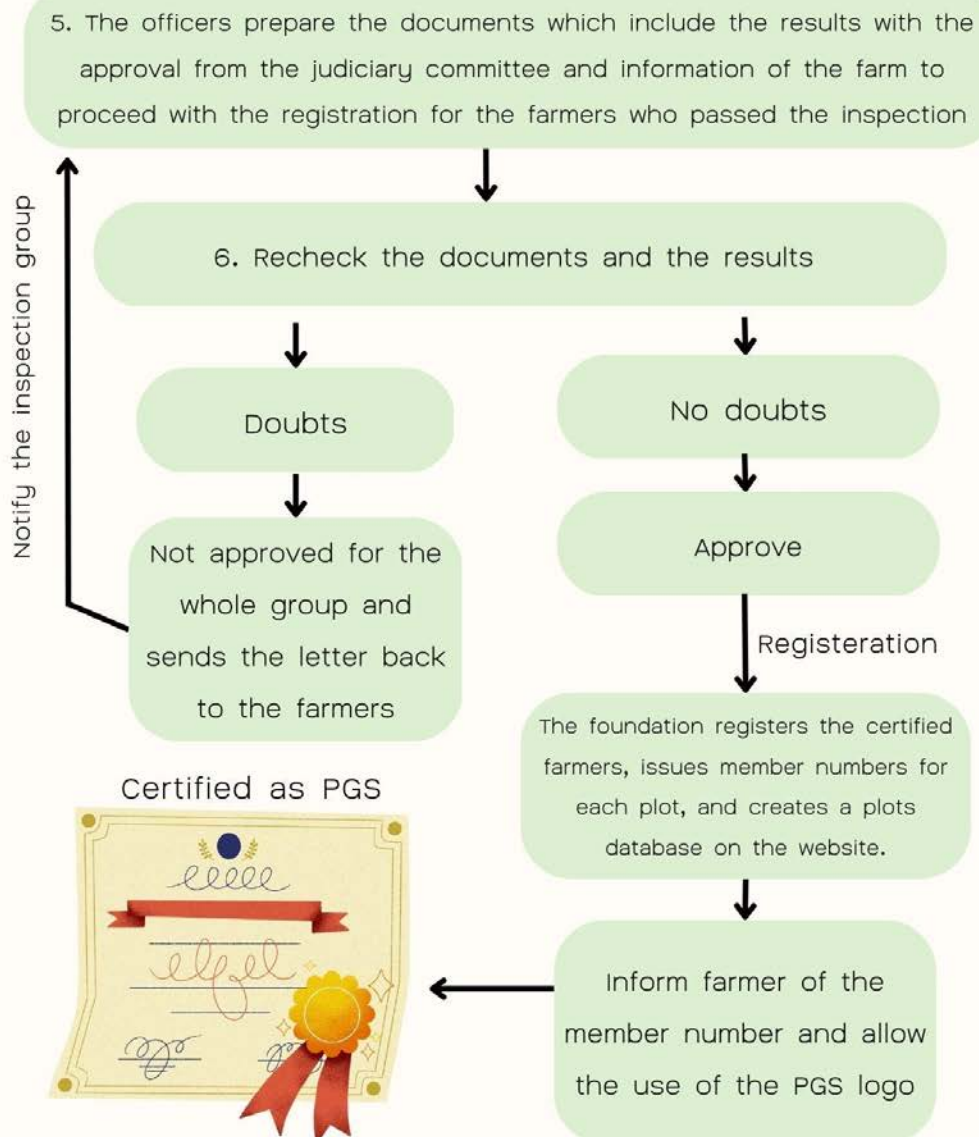 5. The officers prepare the documents which include the results with the
approval from the judiciary committee and information of the farm to
proceed with the registration for the farmers who passed the inspection
Notify the inspection group
6. Recheck the documents and the results
Doubts
No doubts
Not approved for the
whole group and
sends the letter back
to the farmers
Approve
Registeration
The foundation registers the certified
farmers, issues member numbers for
each plot, and creates a plots
database on the website.
Certified as PGS
Inform farmer of the
member number and allow
the use of the PGS logo